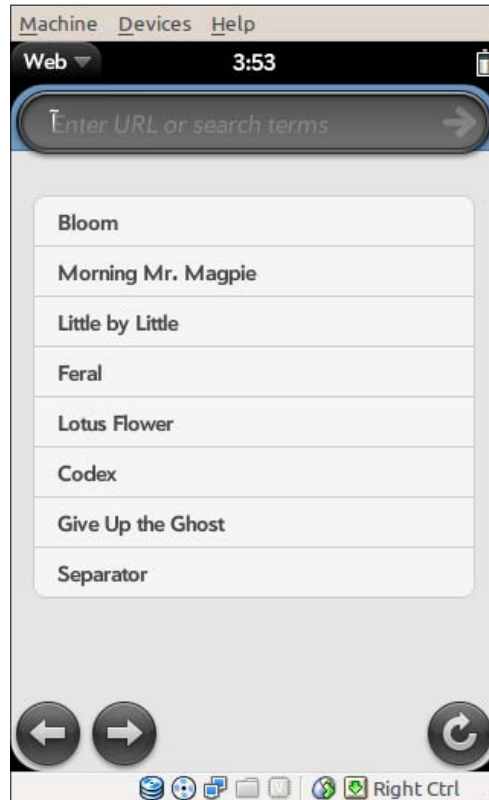 Machine Devices Help
Web 3:53
Enter URL or search terms
Bloom
Morning Mr. Magpie
Little by Little
Feral
Lotus Flower
Codex
Give Up the Ghost
Separator
Right Ctrl